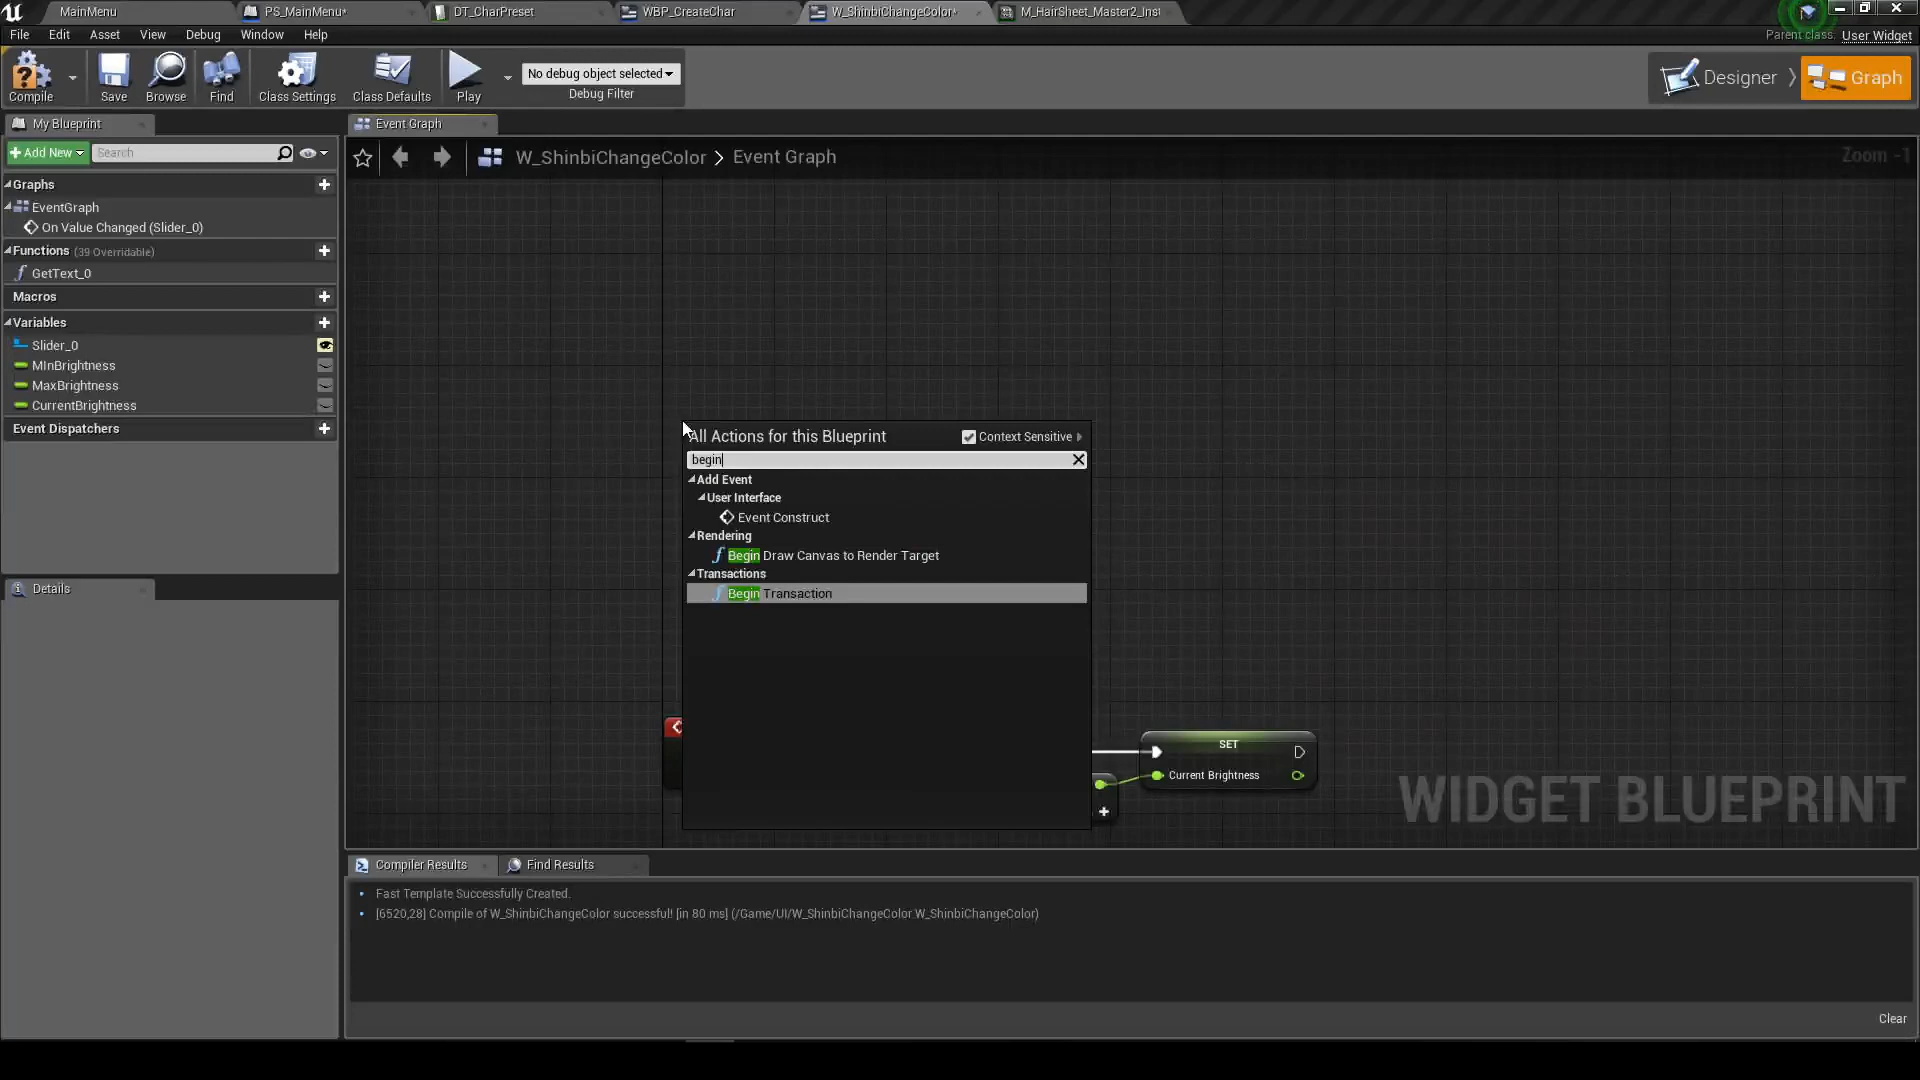 MainMenu
PS_MainMenu*
DT_CharPreset
WBP_CreateChar
W_ShinbiChangeColor*
M_HairSheet_Master2_Inst
File Edit Asset View Debug Window Help
Parent class: User Widget
Compile
Save
Browse
Find
Class Settings
Class Defaults
Play
No debug object selected
Debug Filter
Designer
Graph
My Blueprint
Event Graph
Add New
Search
W_ShinbiChangeColor > Event Graph
Zoom -1
Graphs
EventGraph
On Value Changed (Slider_0)
Functions (39 Overridable)
GetText_0
Macros
Variables
Slider_0
MInBrightness
MaxBrightness
CurrentBrightness
Event Dispatchers
Details
All Actions for this Blueprint
Context Sensitive
begin
Add Event
User Interface
Event Construct
Rendering
Begin Draw Canvas to Render Target
Transactions
Begin Transaction
SET
Current Brightness
WIDGET BLUEPRINT
Compiler Results
Find Results
Fast Template Successfully Created.
[6520,28] Compile of W_ShinbiChangeColor successful! [in 80 ms] (/Game/UI/W_ShinbiChangeColor.W_ShinbiChangeColor)
Clear